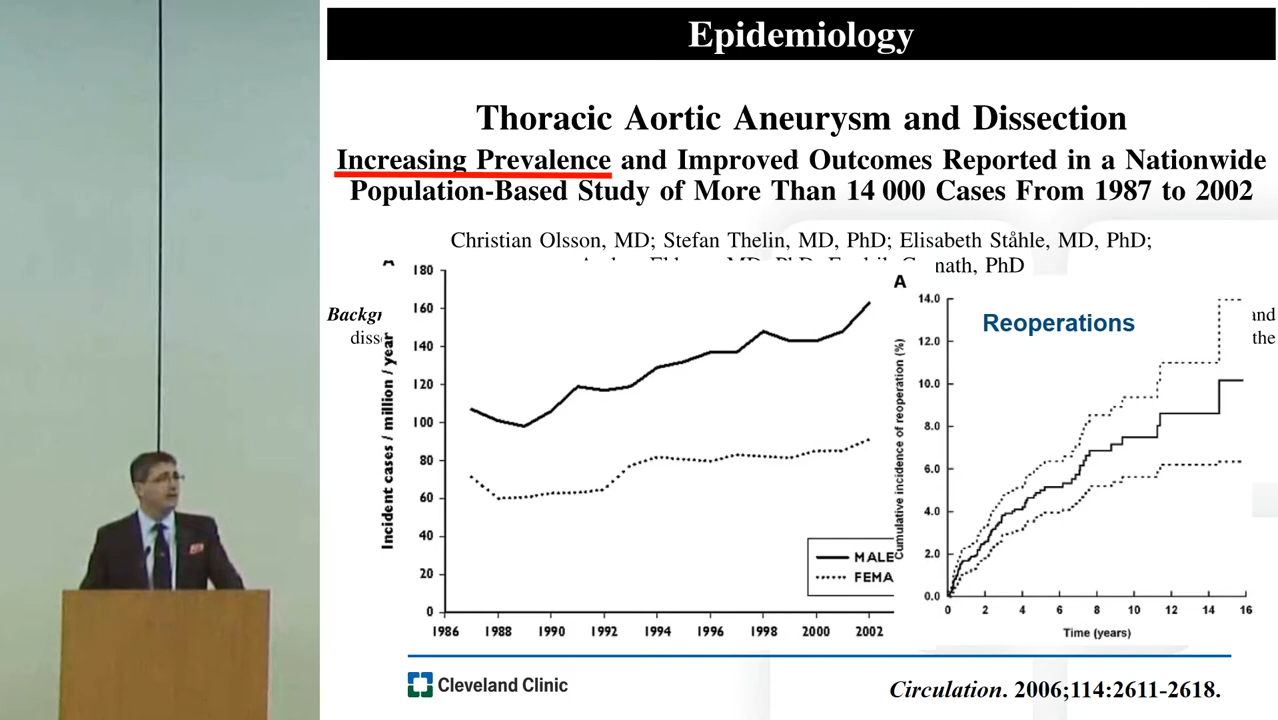 Epidemiology
Thoracic Aortic Aneurysm and Dissection
Increasing Prevalence and Improved Outcomes Reported in a Nationwide
Population-Based Study of More Than 14 000 Cases From 1987 to 2002
Christian Olsson, MD; Stefan Thelin, MD, PhD; Elisabeth Ståhle, MD, PhD;
PhD
and
the
A
Incident cases / million / year
180
160
140
120
100
80
60
40
20
0
1986 1988 1990 1992 1994 1996 1998 2000 2002
MALE
FEMA
A
Reoperations
Cumulative incidence of reoperation (%)
14.0
12.0
10.0
8.0
6.0
4.0
2.0
0.0
0 2 4 6 8 10 12 14 16
Time (years)
Cleveland Clinic
Circulation. 2006;114:2611-2618.